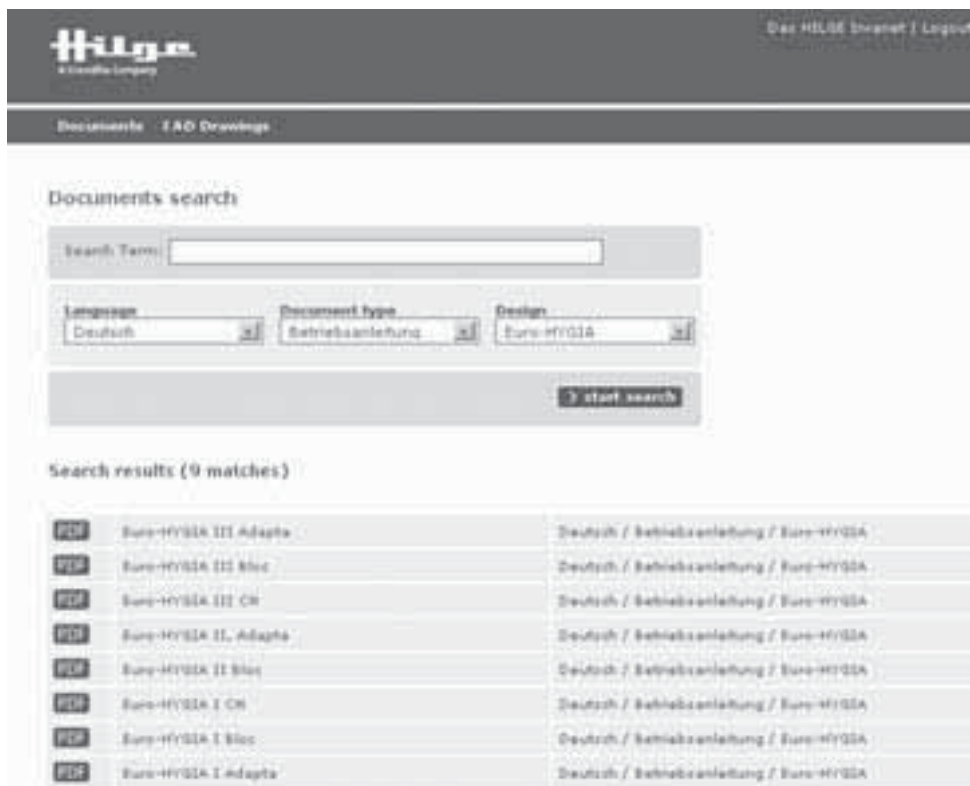 Das HILGE Invanet | Logout
Hilge
A Grundfos Company
Documents CAD Drawings
Documents search
Search Term:
Language Document type Design
Deutsch Betriebsanleitung Euro-HYGIA
> start search
Search results (9 matches)
PDF Euro-HYGIA III Adapta Deutsch / Betriebsanleitung / Euro-HYGIA
PDF Euro-HYGIA III Bloc Deutsch / Betriebsanleitung / Euro-HYGIA
PDF Euro-HYGIA III CN Deutsch / Betriebsanleitung / Euro-HYGIA
PDF Euro-HYGIA II, Adapta Deutsch / Betriebsanleitung / Euro-HYGIA
PDF Euro-HYGIA II Bloc Deutsch / Betriebsanleitung / Euro-HYGIA
PDF Euro-HYGIA I CN Deutsch / Betriebsanleitung / Euro-HYGIA
PDF Euro-HYGIA I Bloc Deutsch / Betriebsanleitung / Euro-HYGIA
PDF Euro-HYGIA I Adapta Deutsch / Betriebsanleitung / Euro-HYGIA